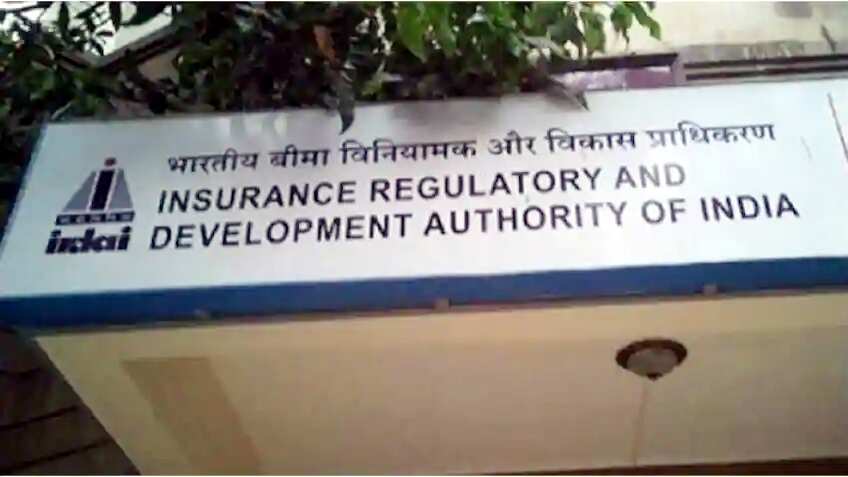 भारतीय बीमा विनियामक और विकास प्राधिकरण
INSURANCE REGULATORY AND
DEVELOPMENT AUTHORITY OF INDIA
irdai